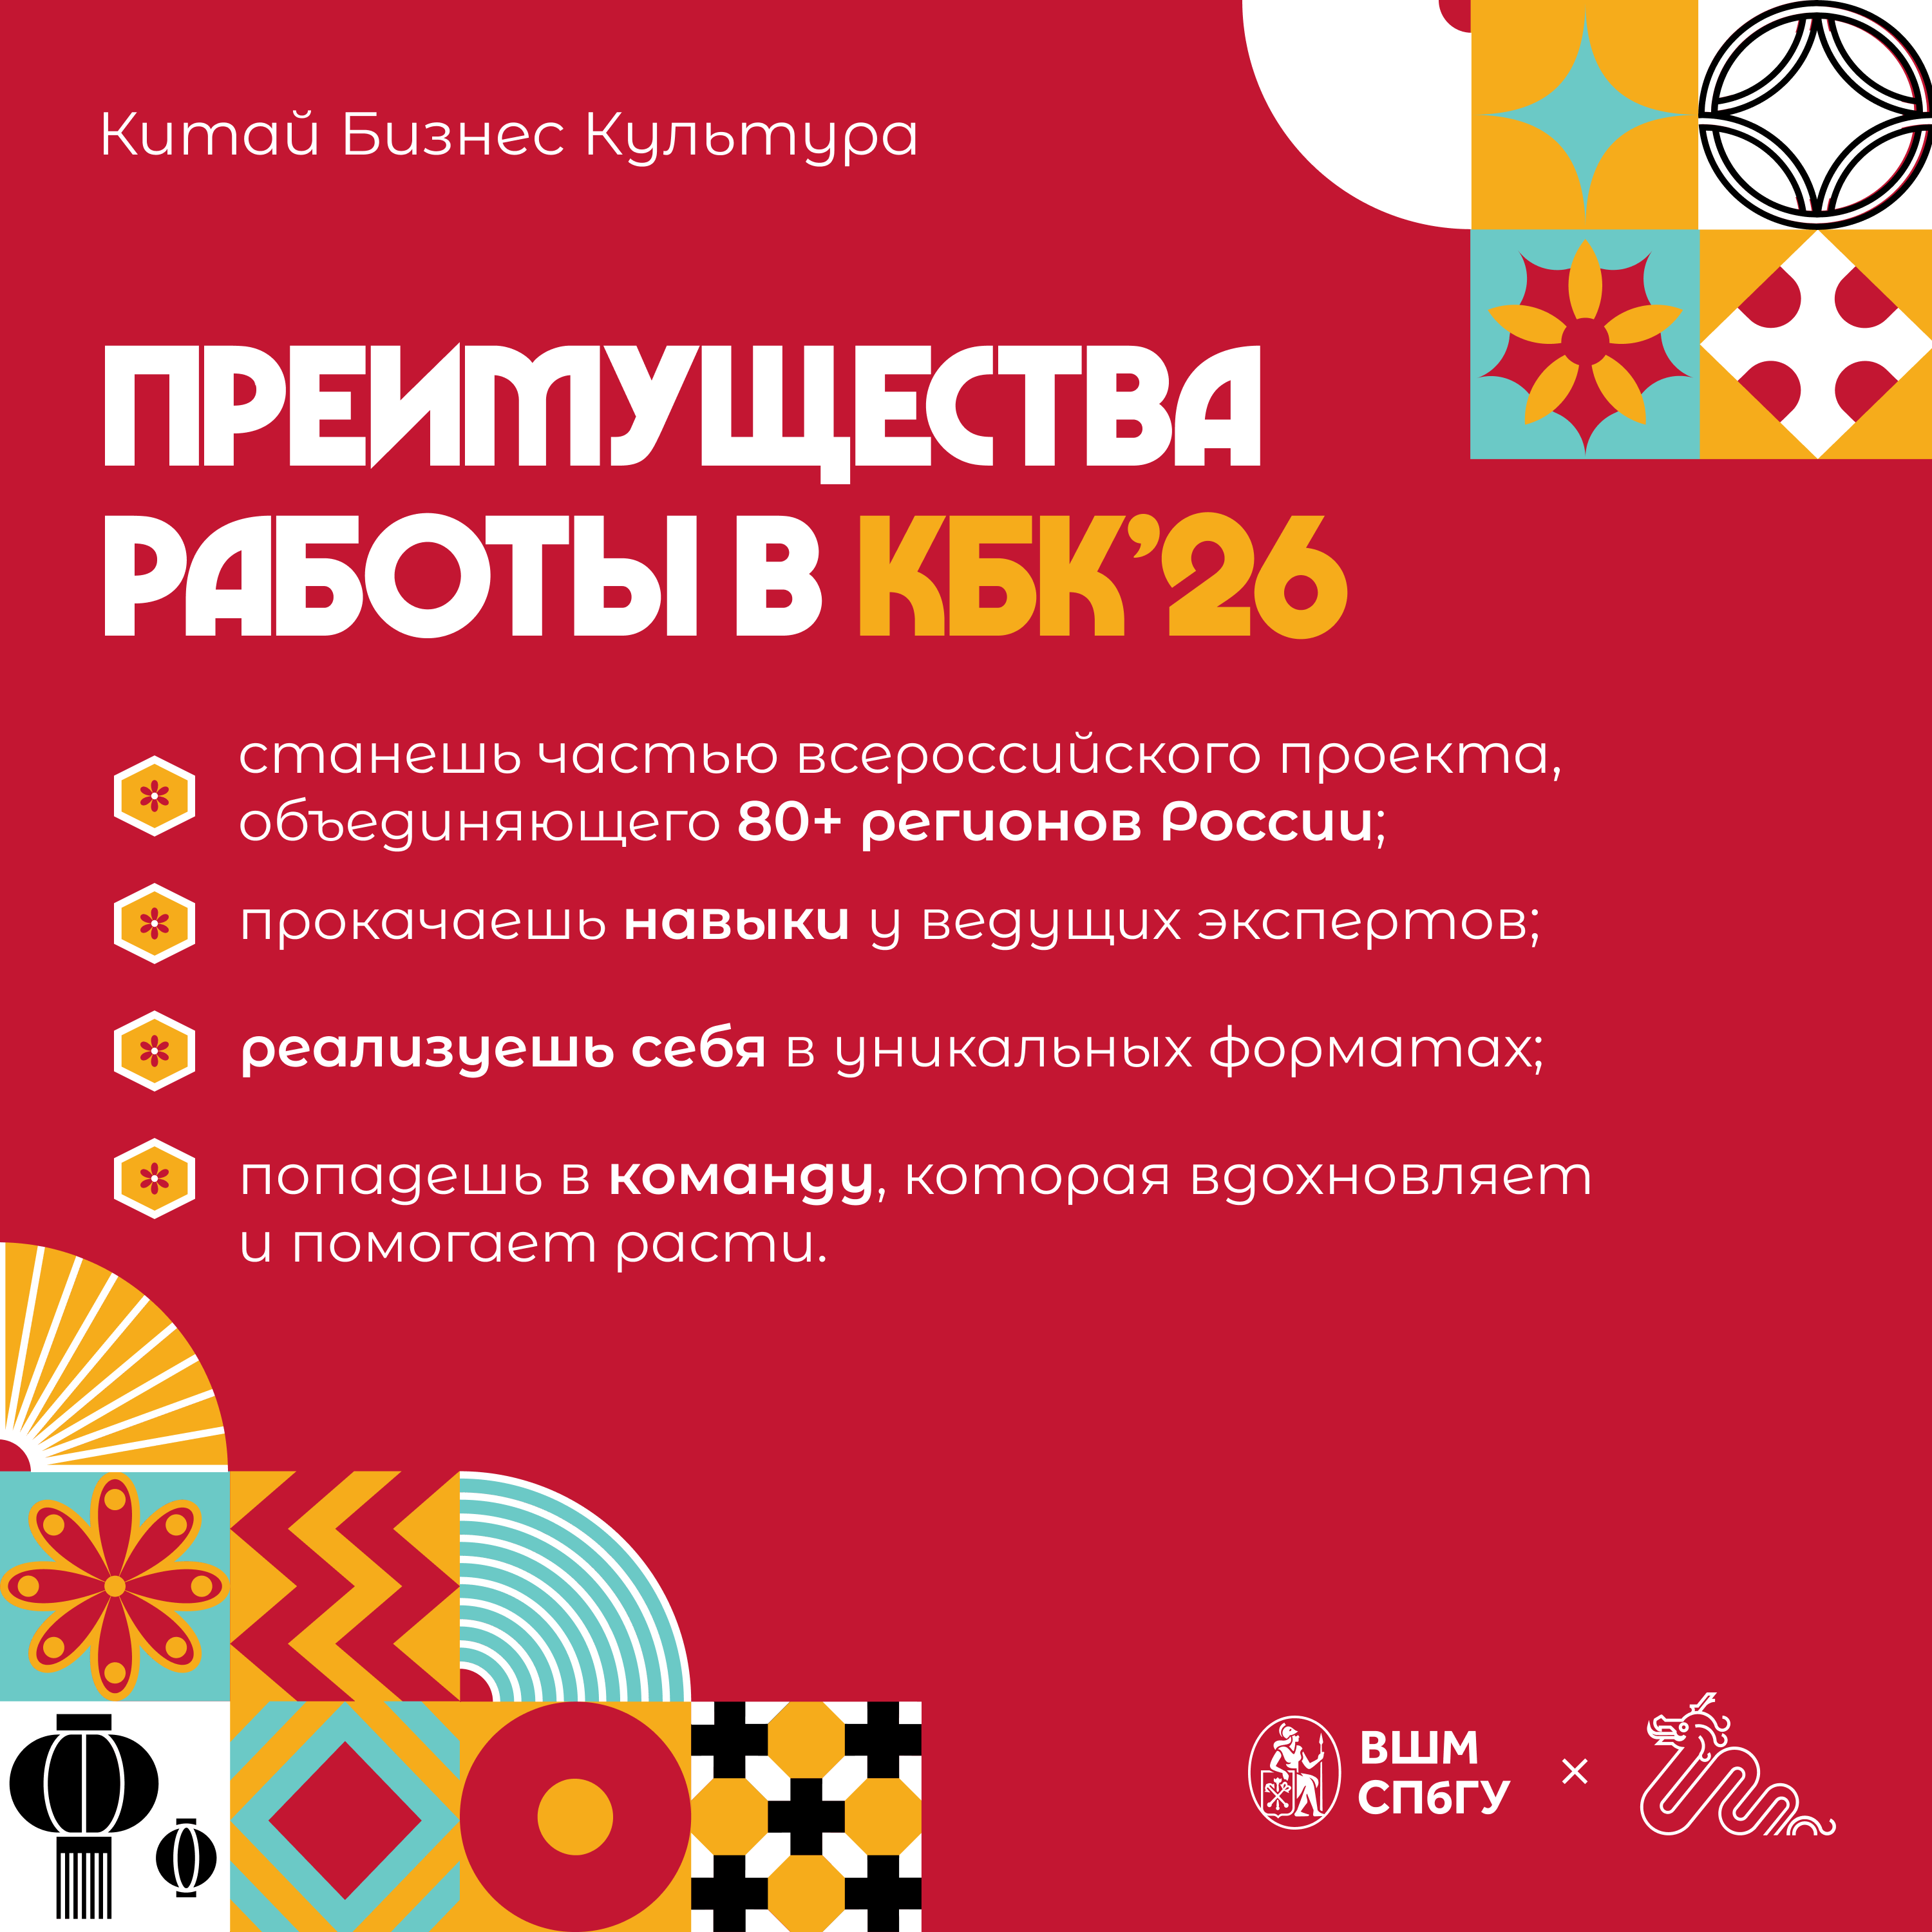 Китай Бизнес Культура
ПРЕИМУЩЕСТВА
РАБОТЫ В КБК’26
станешь частью всероссийского проекта,
объединяющего 80+ регионов России;
прокачаешь навыки у ведущих экспертов;
реализуешь себя в уникальных форматах;
попадешь в команду, которая вдохновляет
и помогает расти.
ВШМ
СПбГУ
×